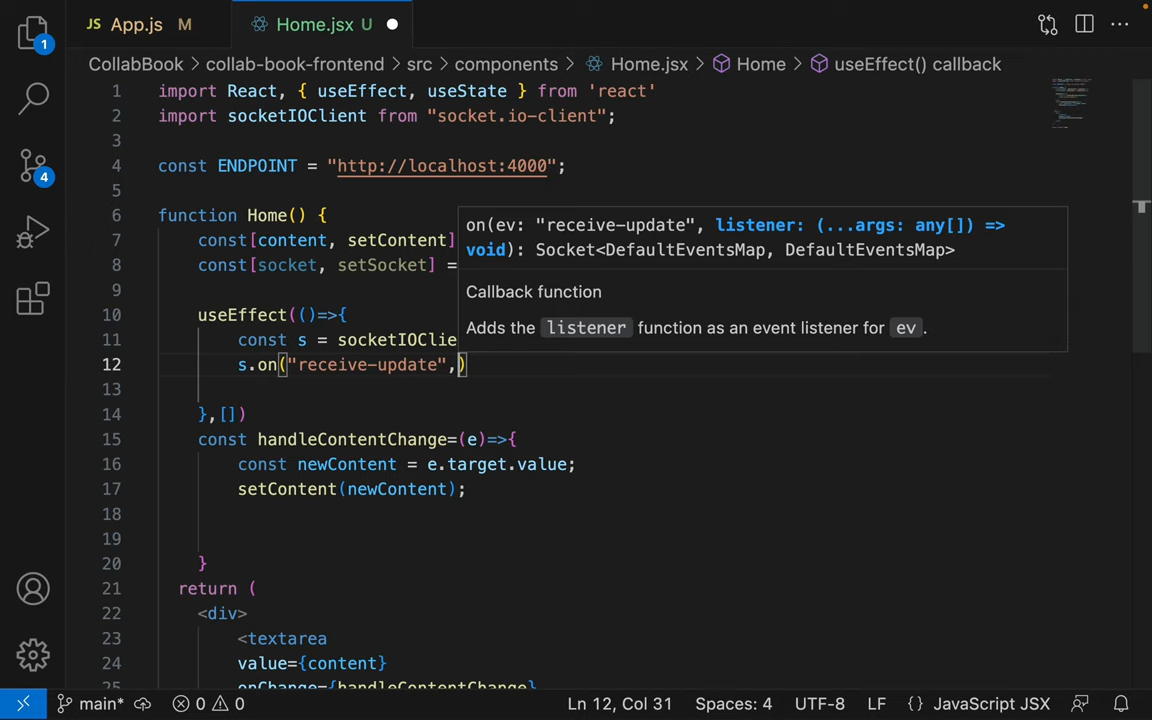 JS App.js M Home.jsx U
CollabBook > collab-book-frontend > src > components > Home.jsx > Home > useEffect() callback
1 import React, { useEffect, useState } from 'react'
2 import socketIOClient from "socket.io-client";
3
4 const ENDPOINT = "http://localhost:4000";
5
6 function Home() {
on(ev: "receive-update", listener: (...args: any[]) =>
7 const[content, setContent]
void): Socket<DefaultEventsMap, DefaultEventsMap>
8 const[socket, setSocket] =
9
Callback function
10 useEffect(()=>{
Adds the listener function as an event listener for ev.
11 const s = socketIOClie
12 s.on("receive-update",)
13
14 },[])
15 const handleContentChange=(e)=>{
16 const newContent = e.target.value;
17 setContent(newContent);
18
19
20 }
21 return (
22 <div>
23 <textarea
24 value={content}
25 onChange={handleContentChange}
1
4
main* 0 0 Ln 12, Col 31 Spaces: 4 UTF-8 LF {} JavaScript JSX